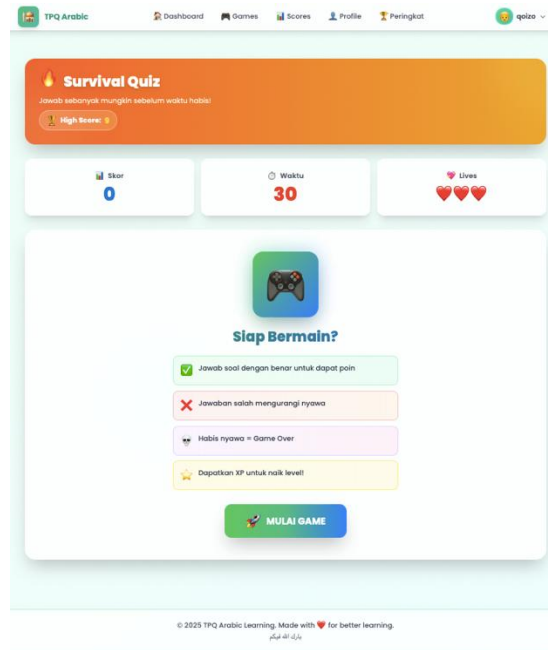 TPQ Arabic Dashboard Games Scores Profile Peringkat qoizo
Survival Quiz
Jawab sebanyak mungkin sebelum waktu habis!
High Score: 0
Skor Waktu Lives
0 30
Siap Bermain?
Jawab soal dengan benar untuk dapat poin
Jawaban salah mengurangi nyawa
Habis nyawa = Game Over
Dapatkan XP untuk naik level!
MULAI GAME
© 2025 TPQ Arabic Learning. Made with ❤️ for better learning.
بارك الله فيكم